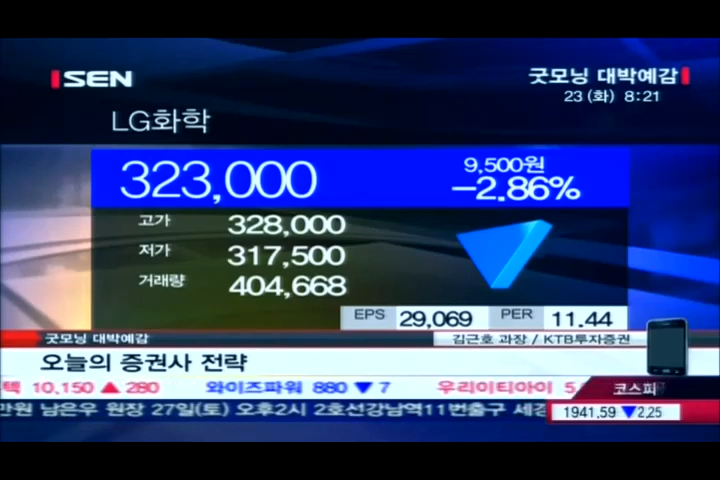 SEN
굿모닝 대박예감
23 (화) 8:21
LG화학
323,000
9,500원
-2.86%
고가 328,000
저가 317,500
거래량 404,668
EPS 29,069 PER 11.44
굿모닝 대박예감
김근호 과장 / KTB투자증권
오늘의 증권사 전략
텍 10,150 ▲ 280 와이즈파워 880 ▼ 7 우리이티아이
코스피
만원 남은우 원장 27일(토) 오후2시 2호선강남역11번출구
1941.59 ▼2.25